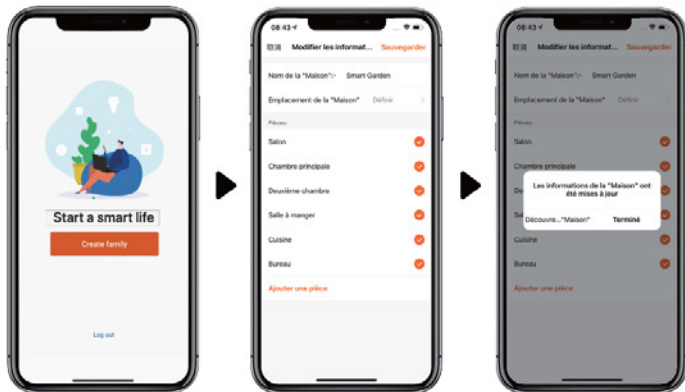 Start a smart life
Create family
Log out
08:43
取消 Modifier les informat... Sauvegarder
Nom de la "Maison":· Smart Garden
Emplacement de la "Maison" Définir
Pièces:
Salon
Chambre principale
Deuxième chambre
Salle à manger
Cuisine
Bureau
Ajouter une pièce
08:43
取消 Modifier les informat... Sauvegarder
Nom de la "Maison":· Smart Garden
Emplacement de la "Maison" Définir
Pièces:
Salon
Chambre principale
Les informations de la "Maison" ont
été mises à jour
Découvre..."Maison" Terminé
Cuisine
Bureau
Ajouter une pièce